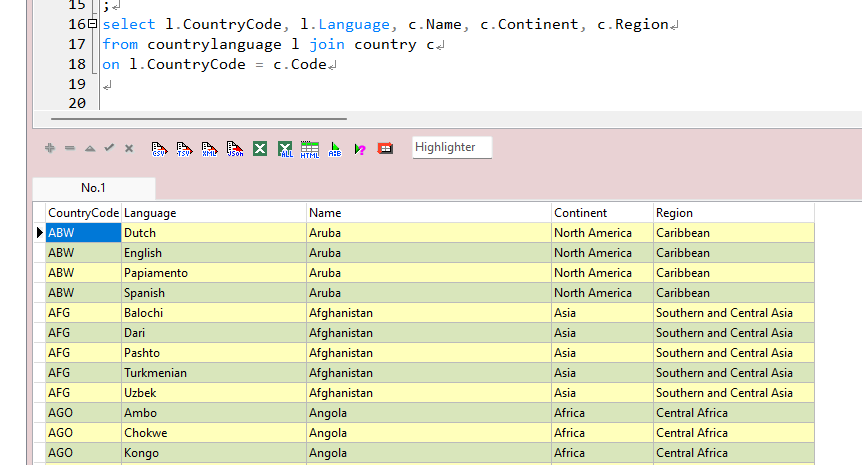 15 ;
16 select l.CountryCode, l.Language, c.Name, c.Continent, c.Region
17 from countrylanguage l join country c
18 on l.CountryCode = c.Code
19
20
CSV TSV XML JSON ALL HTML A:B ? Highlighter
No.1
CountryCode Language Name Continent Region
ABW Dutch Aruba North America Caribbean
ABW English Aruba North America Caribbean
ABW Papiamento Aruba North America Caribbean
ABW Spanish Aruba North America Caribbean
AFG Balochi Afghanistan Asia Southern and Central Asia
AFG Dari Afghanistan Asia Southern and Central Asia
AFG Pashto Afghanistan Asia Southern and Central Asia
AFG Turkmenian Afghanistan Asia Southern and Central Asia
AFG Uzbek Afghanistan Asia Southern and Central Asia
AGO Ambo Angola Africa Central Africa
AGO Chokwe Angola Africa Central Africa
AGO Kongo Angola Africa Central Africa